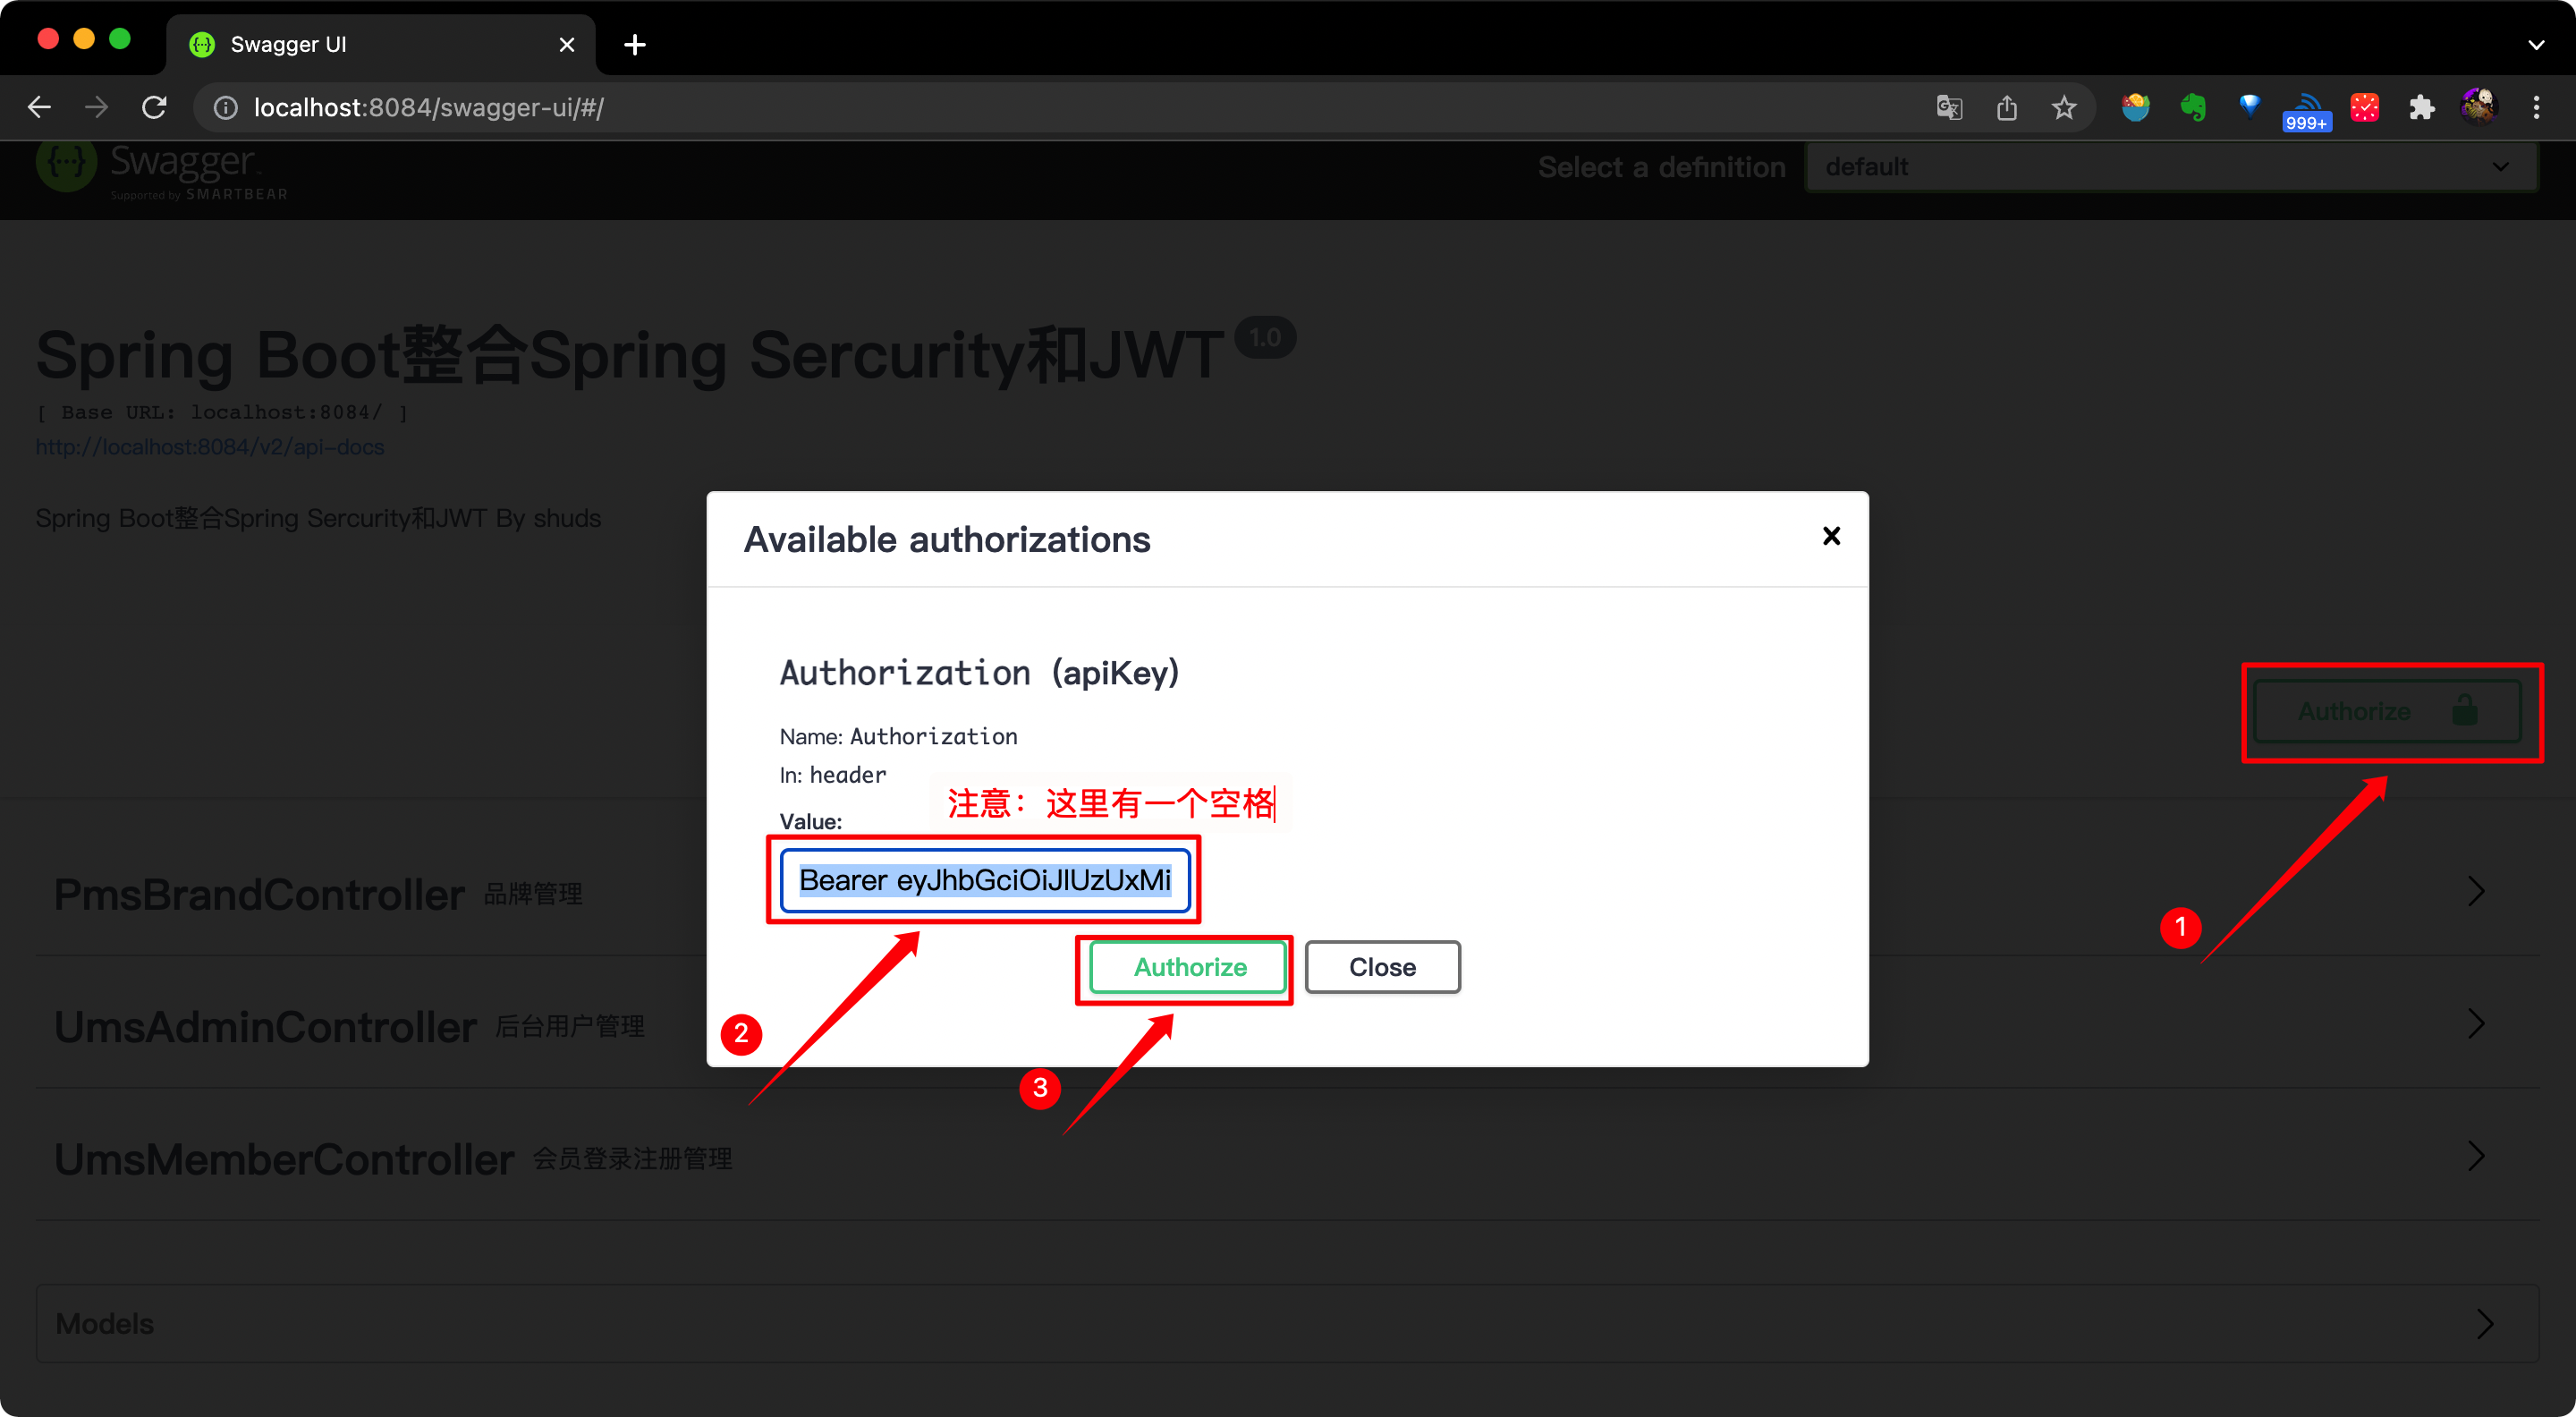 Swagger UI
localhost:8084/swagger-ui/#/
999+
Swagger
Supported by SMARTBEAR
Select a definition
default
Spring Boot整合Spring Sercurity和JWT 1.0
[ Base URL: localhost:8084/ ]
http://localhost:8084/v2/api-docs
Spring Boot整合Spring Sercurity和JWT By shuds
Authorize
1
Available authorizations
Authorization (apiKey)
Name: Authorization
In: header
注意：这里有一个空格
Value:
Bearer eyJhbGciOiJIUzUxMi
Authorize
Close
2
3
PmsBrandController 品牌管理
UmsAdminController 后台用户管理
UmsMemberController 会员登录注册管理
Models